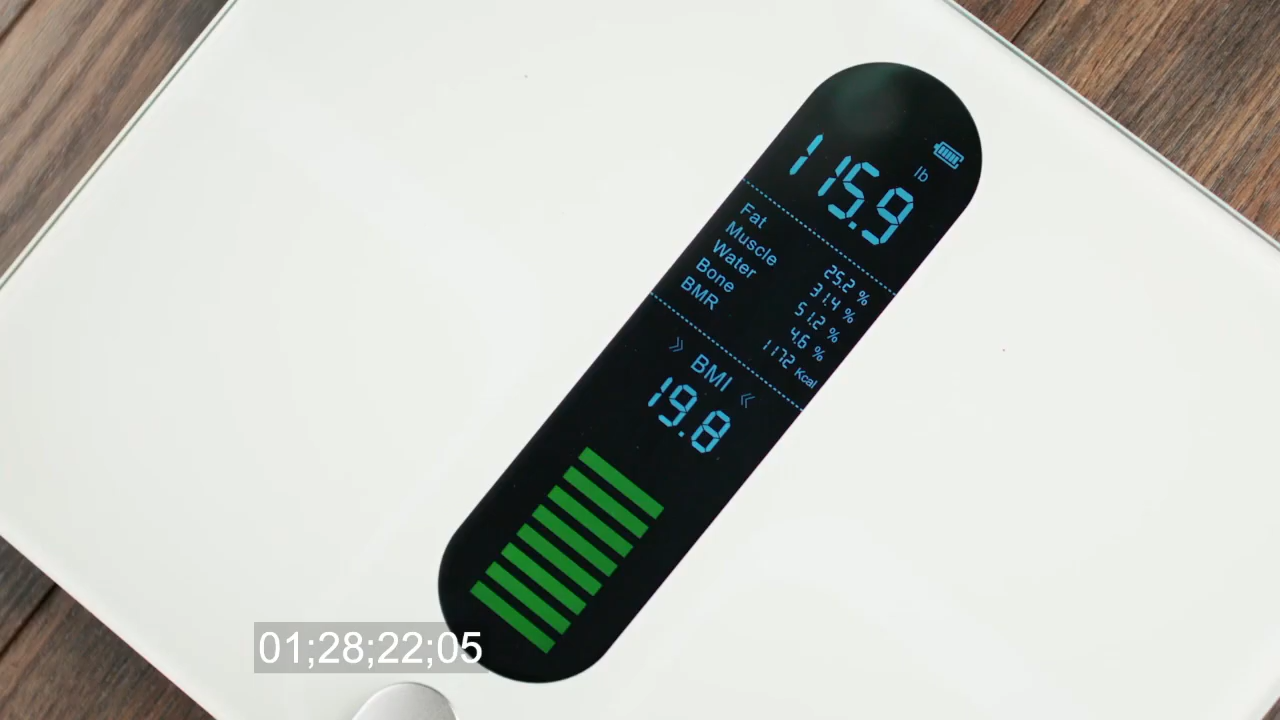 115.9 lb
Fat 25.2 %
Muscle 31.4 %
Water 51.2 %
Bone 4.6 %
BMR 1172 Kcal
» BMI «
19.8
01;28;22;05